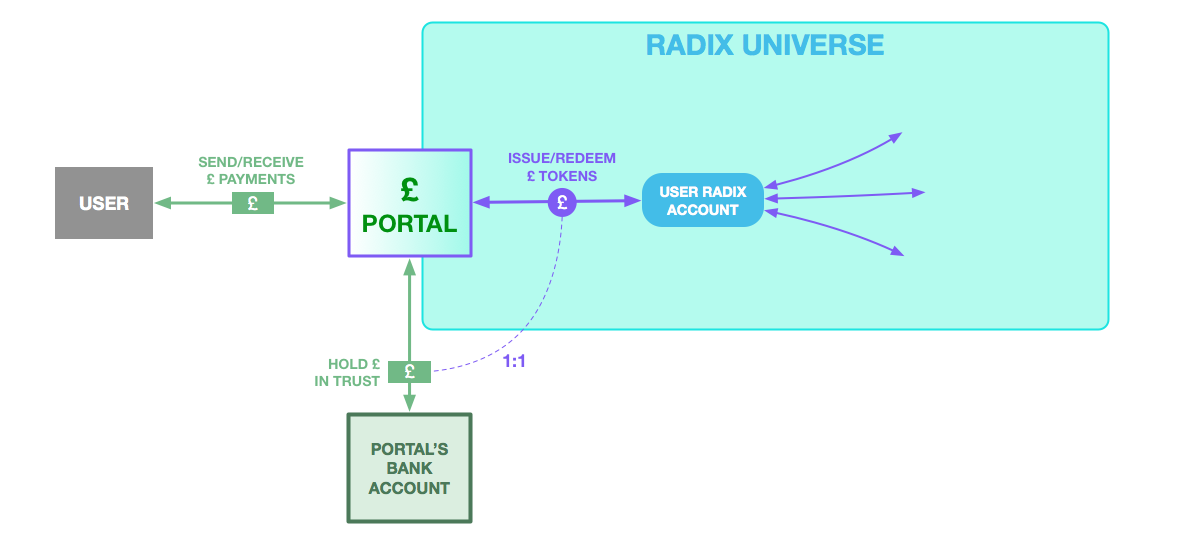 RADIX UNIVERSE
SEND/RECEIVE
£ PAYMENTS
ISSUE/REDEEM
£ TOKENS
USER
£
£
PORTAL
£
USER RADIX
ACCOUNT
HOLD £
IN TRUST
£
1:1
PORTAL'S
BANK
ACCOUNT